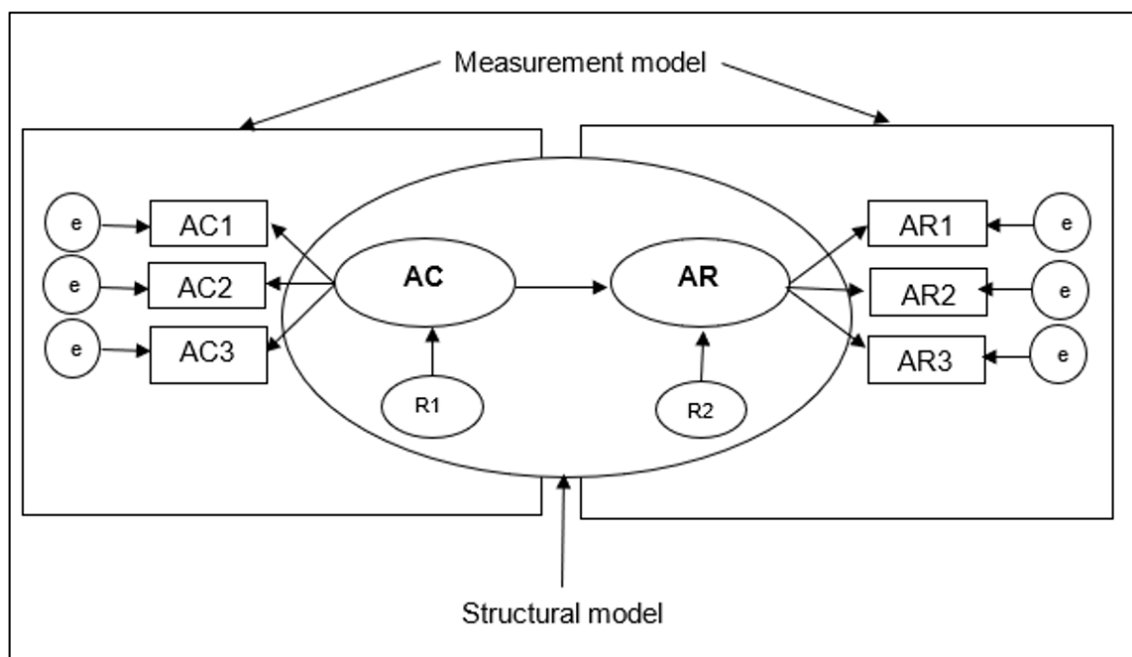 Measurement model
e
AC1
AR1
e
AC
AR
e
AC2
AR2
e
e
AC3
AR3
e
R1
R2
Structural model